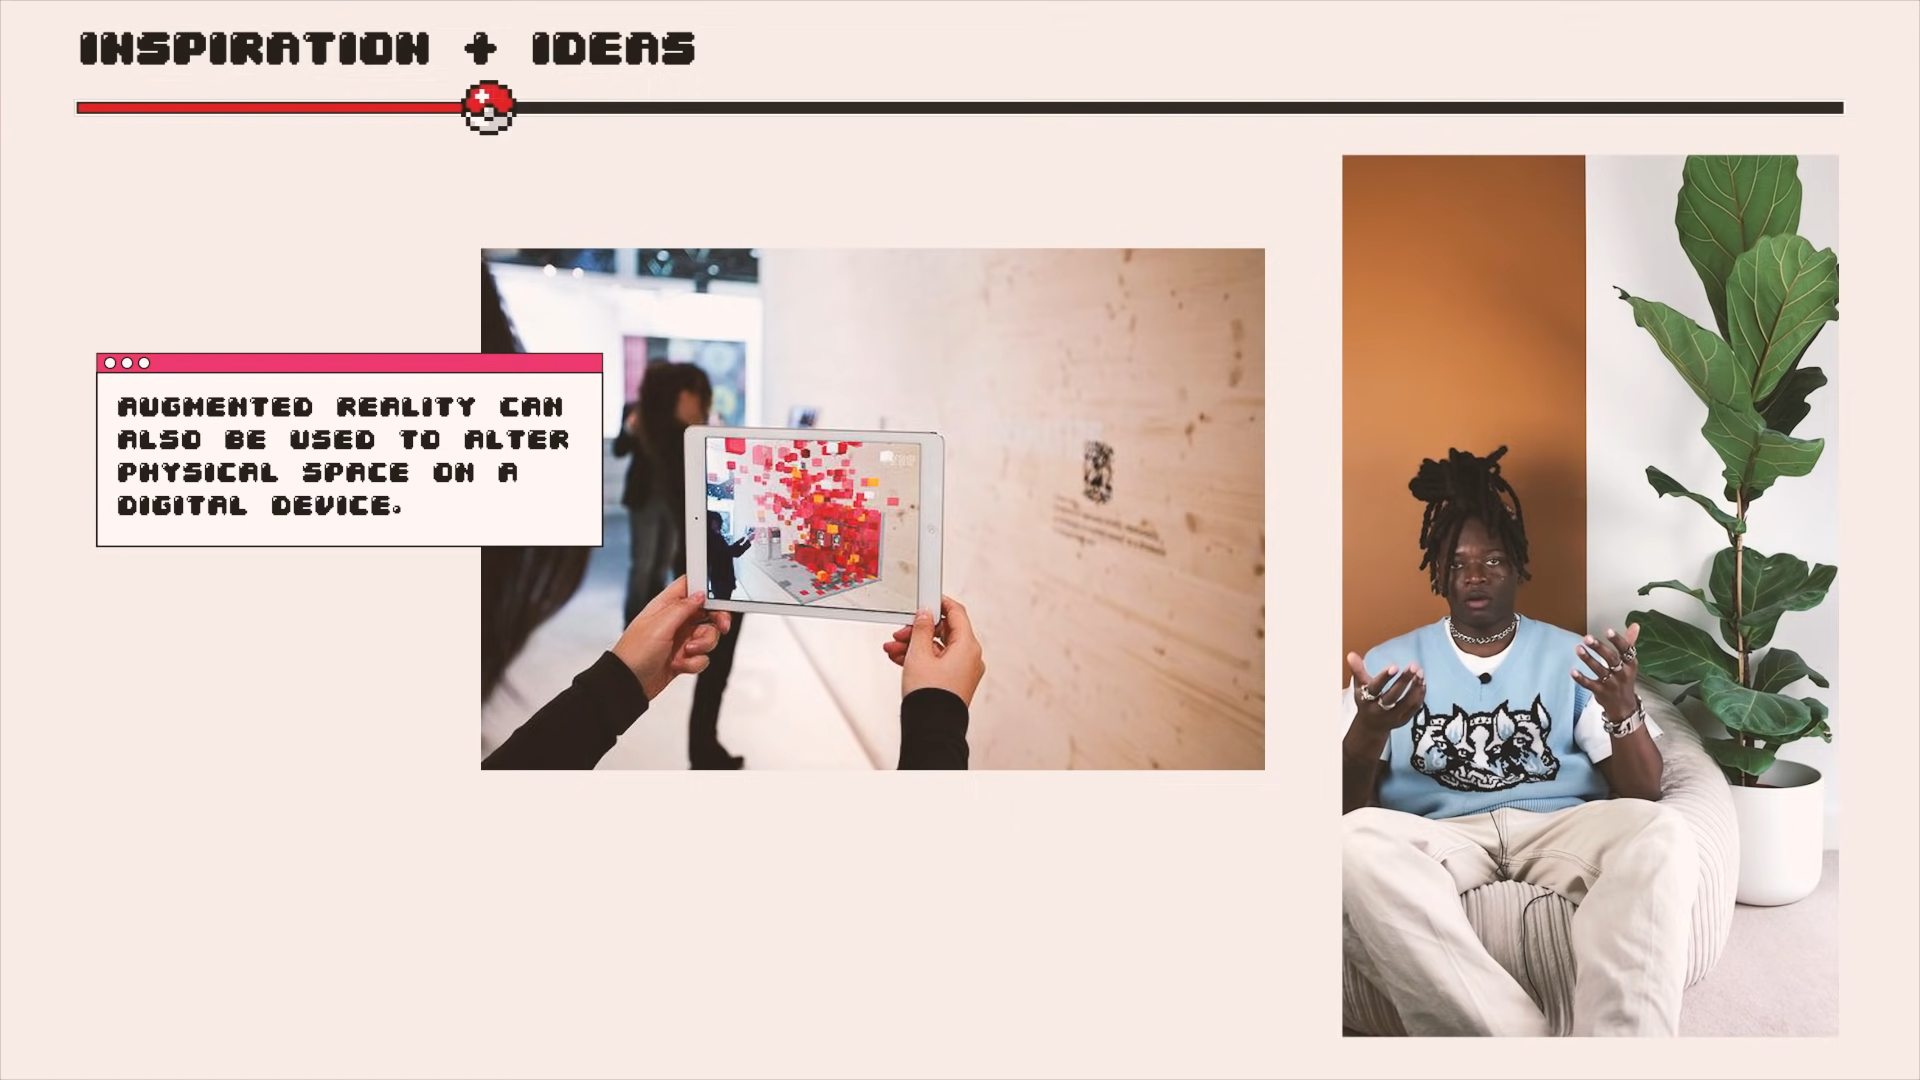 INSPIRATION + IDEAS
AUGMENTED REALITY CAN
ALSO BE USED TO ALTER
PHYSICAL SPACE ON A
DIGITAL DEVICE.